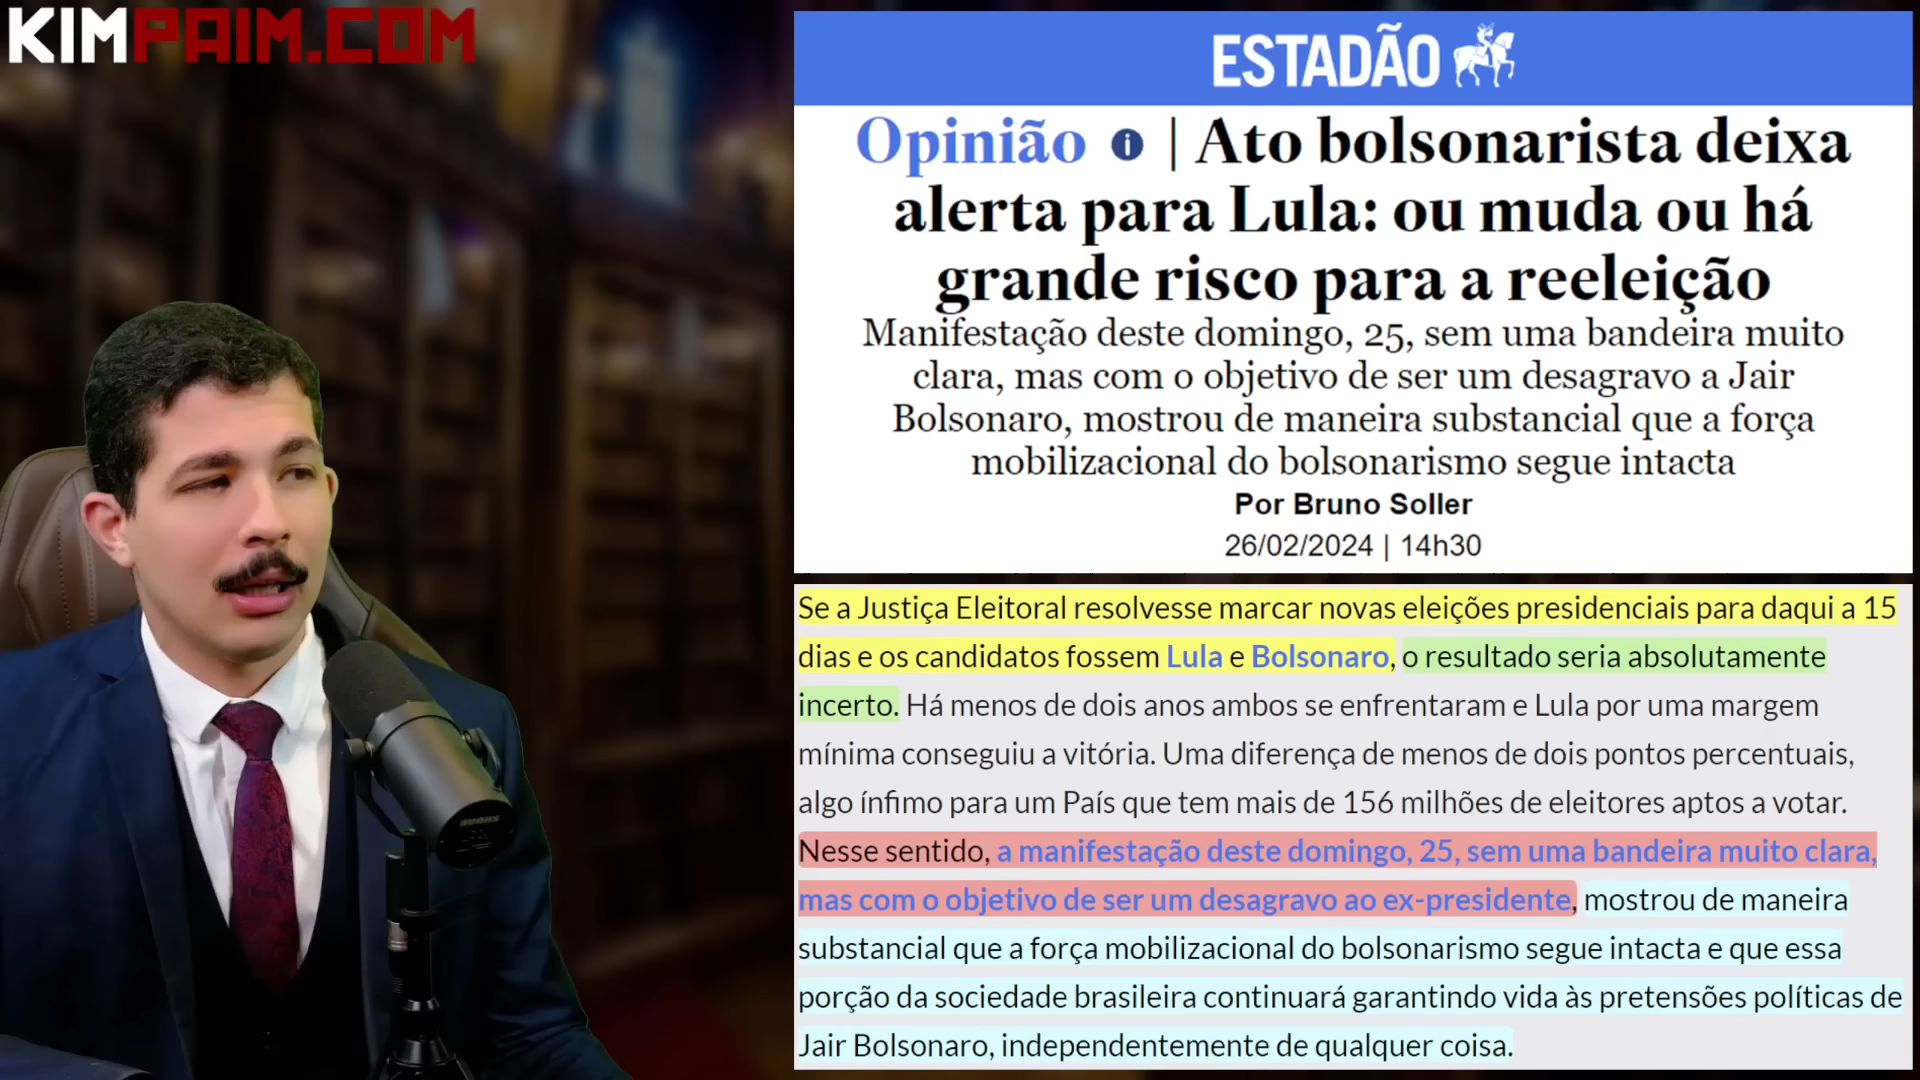 KIMPAIM.COM
ESTADÃO
Opinião i | Ato bolsonarista deixa
alerta para Lula: ou muda ou há
grande risco para a reeleição
Manifestação deste domingo, 25, sem uma bandeira muito
clara, mas com o objetivo de ser um desagravo a Jair
Bolsonaro, mostrou de maneira substancial que a força
mobilizacional do bolsonarismo segue intacta
Por Bruno Soller
26/02/2024 | 14h30
Se a Justiça Eleitoral resolvesse marcar novas eleições presidenciais para daqui a 15
dias e os candidatos fossem Lula e Bolsonaro, o resultado seria absolutamente
incerto. Há menos de dois anos ambos se enfrentaram e Lula por uma margem
mínima conseguiu a vitória. Uma diferença de menos de dois pontos percentuais,
algo ínfimo para um País que tem mais de 156 milhões de eleitores aptos a votar.
Nesse sentido, a manifestação deste domingo, 25, sem uma bandeira muito clara,
mas com o objetivo de ser um desagravo ao ex-presidente, mostrou de maneira
substancial que a força mobilizacional do bolsonarismo segue intacta e que essa
porção da sociedade brasileira continuará garantindo vida às pretensões políticas de
Jair Bolsonaro, independentemente de qualquer coisa.
SHURE